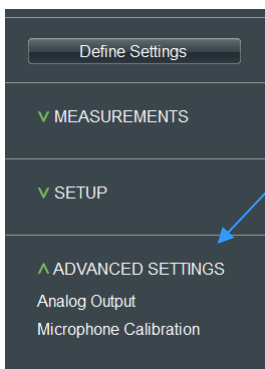 Define Settings
MEASUREMENTS
SETUP
ADVANCED SETTINGS
Analog Output
Microphone Calibration